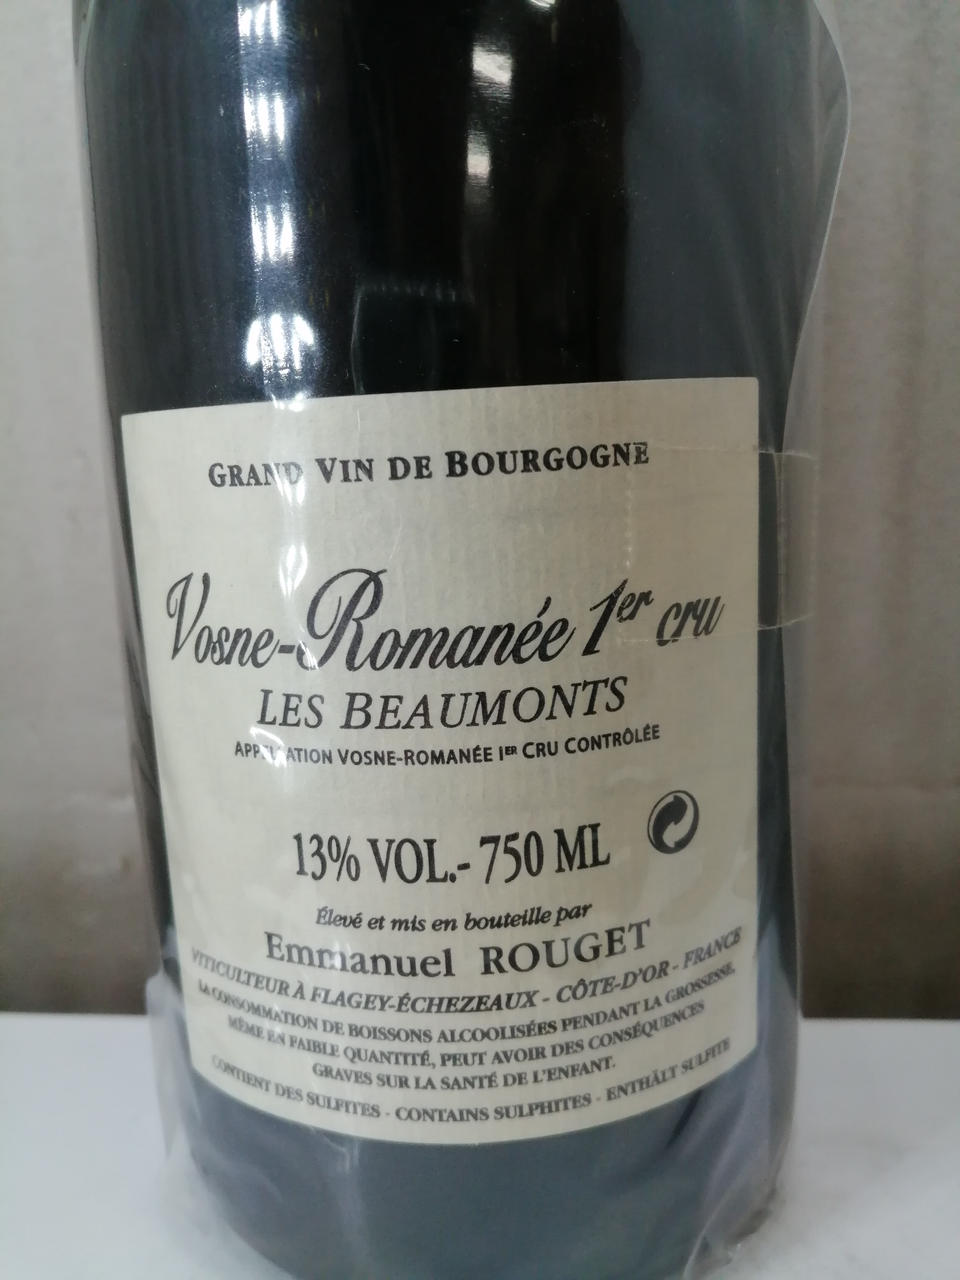 GRAND VIN DE BOURGOGNE
Vosne-Romanée 1er cru
LES BEAUMONTS
APPELLATION VOSNE-ROMANÉE 1ER CRU CONTRÔLÉE
13% VOL.- 750 ML
Élevé et mis en bouteille par
Emmanuel ROUGET
VITICULTEUR À FLAGEY-ÉCHEZEAUX - CÔTE-D'OR - FRANCE
LA CONSOMMATION DE BOISSONS ALCOOLISÉES PENDANT LA GROSSESSE,
MÊME EN FAIBLE QUANTITÉ, PEUT AVOIR DES CONSÉQUENCES
GRAVES SUR LA SANTÉ DE L'ENFANT.
CONTIENT DES SULFITES - CONTAINS SULPHITES - ENTHÄLT SULFITE